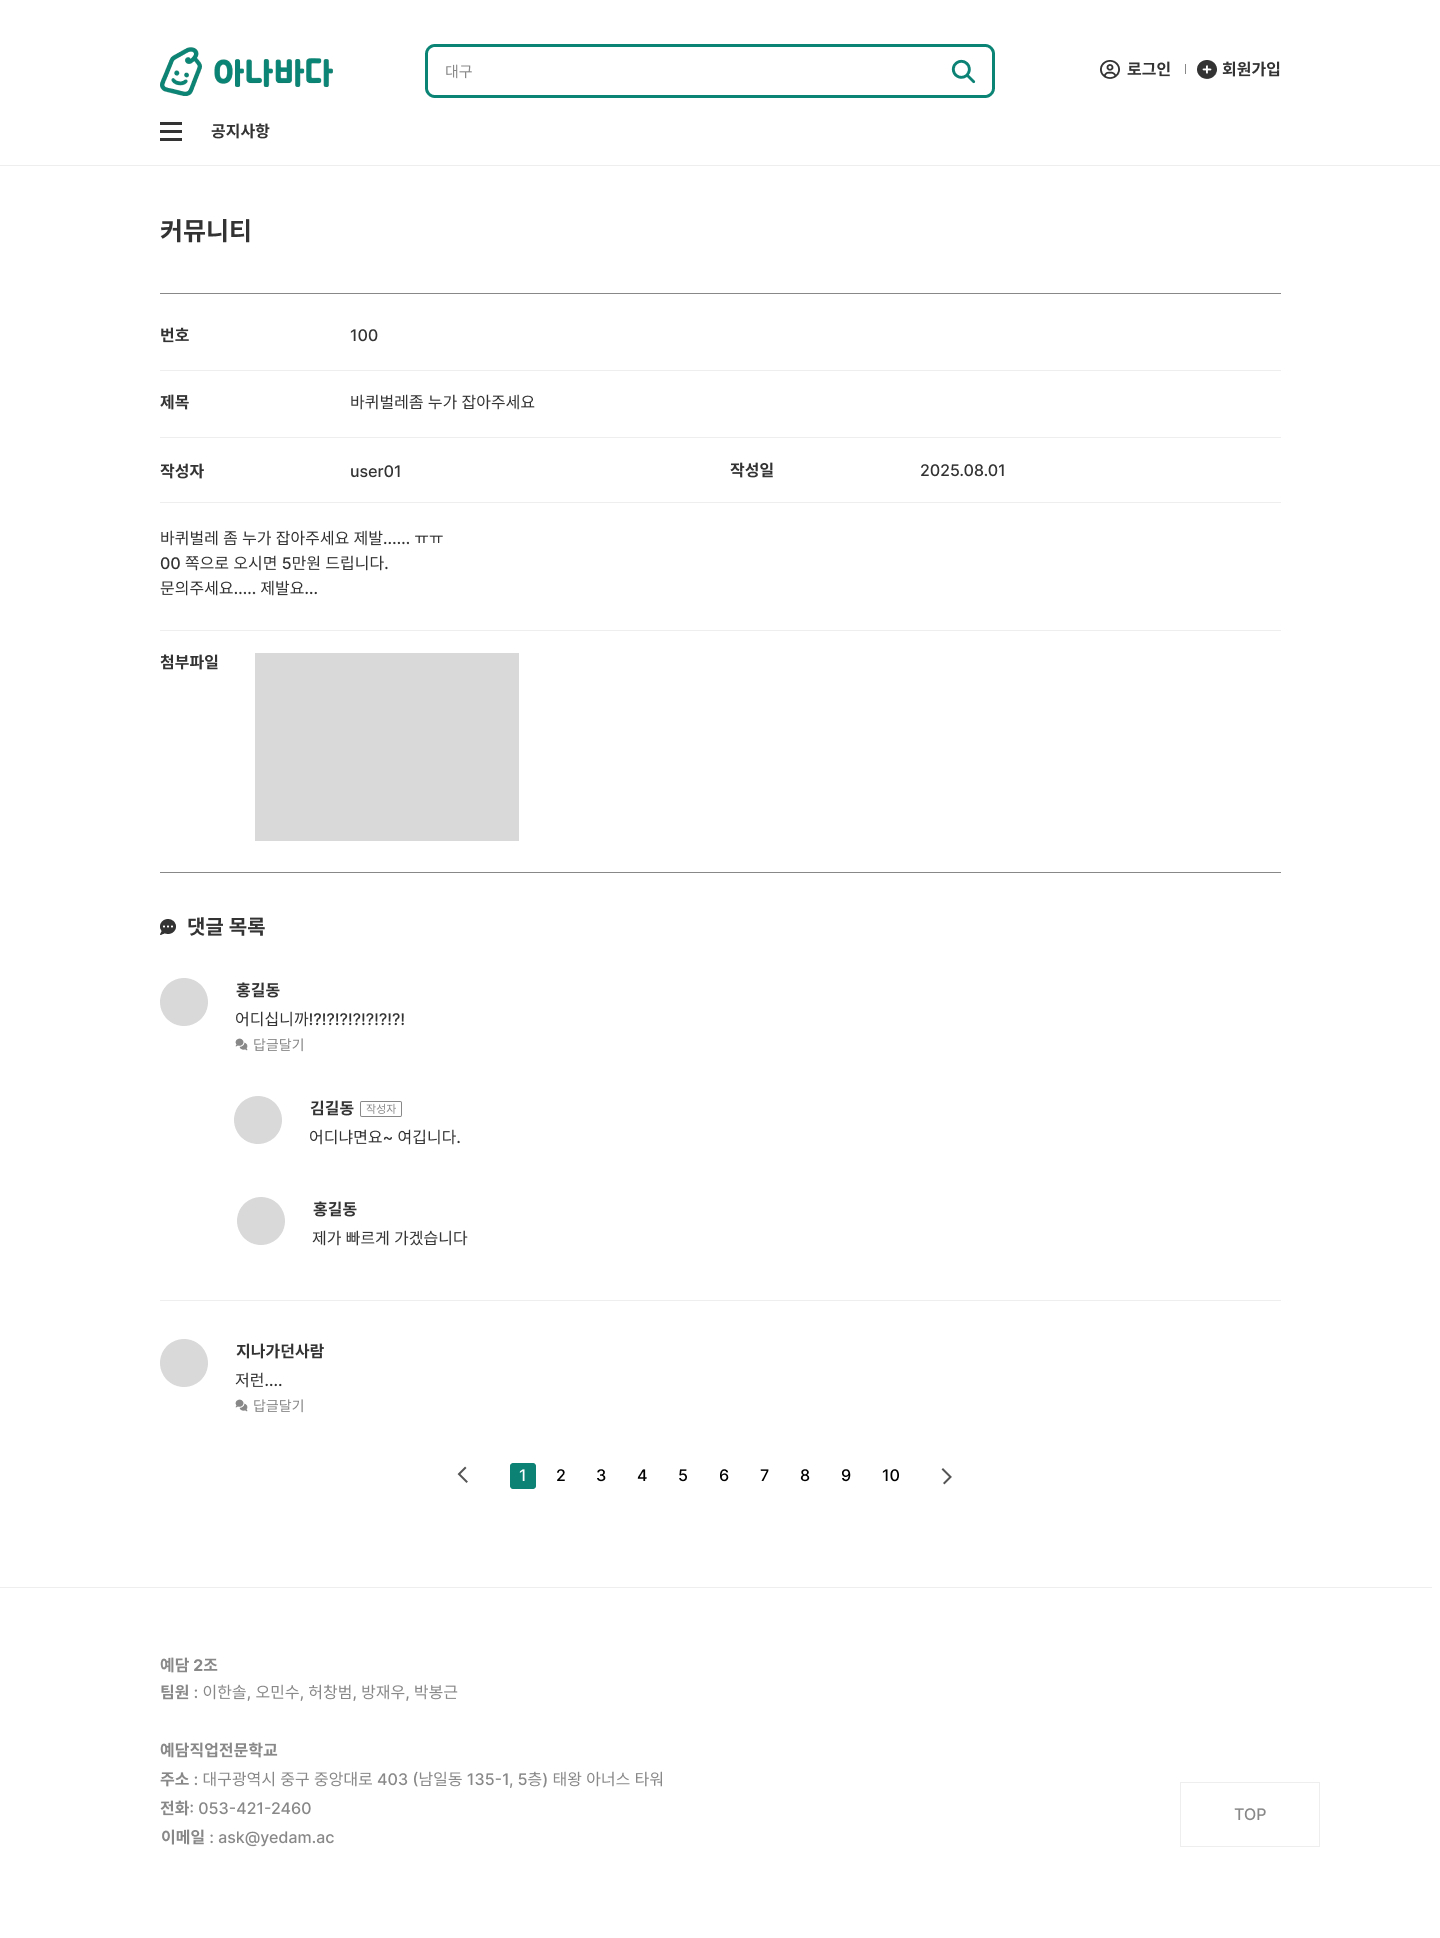 아나바다
대구
로그인
회원가입
공지사항
커뮤니티
번호 100
제목 바퀴벌레좀 누가 잡아주세요
작성자 user01 작성일 2025.08.01
바퀴벌레 좀 누가 잡아주세요 제발...... ㅠㅠ
00 쪽으로 오시면 5만원 드립니다.
문의주세요..... 제발요...
첨부파일
댓글 목록
홍길동
어디십니까!?!?!?!?!?!?!?!
답글달기
김길동 작성자
어디냐면요~ 여깁니다.
홍길동
제가 빠르게 가겠습니다
지나가던사람
저런....
답글달기
1 2 3 4 5 6 7 8 9 10
예담 2조
팀원 : 이한솔, 오민수, 허창범, 방재우, 박봉근
예담직업전문학교
주소 : 대구광역시 중구 중앙대로 403 (남일동 135-1, 5층) 태왕 아너스 타워
전화: 053-421-2460
이메일 : ask@yedam.ac
TOP